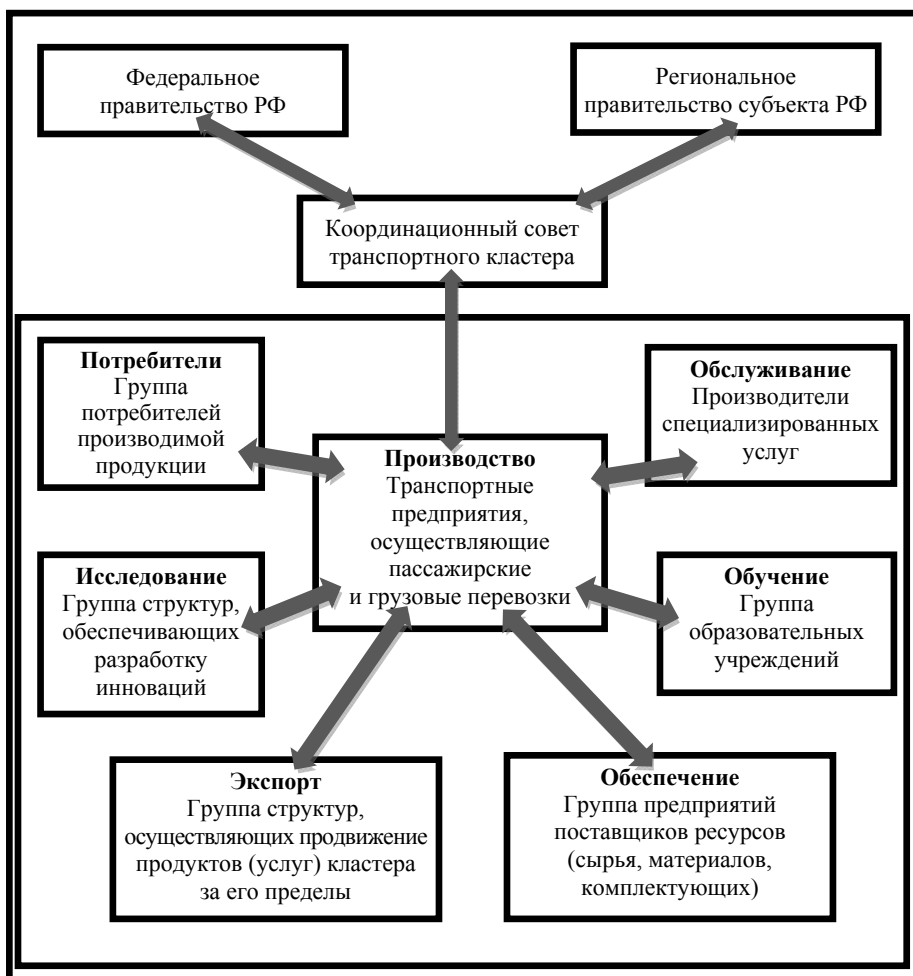 Федеральное
правительство РФ
Региональное
правительство субъекта РФ
Координационный совет
транспортного кластера
Потребители
Группа
потребителей
производимой
продукции
Обслуживание
Производители
специализированных
услуг
Производство
Транспортные
предприятия,
осуществляющие
пассажирские
и грузовые перевозки
Исследование
Группа структур,
обеспечивающих
разработку
инноваций
Обучение
Группа
образовательных
учреждений
Экспорт
Группа структур,
осуществляющих продвижение
продуктов (услуг) кластера
за его пределы
Обеспечение
Группа предприятий
поставщиков ресурсов
(сырья, материалов,
комплектующих)